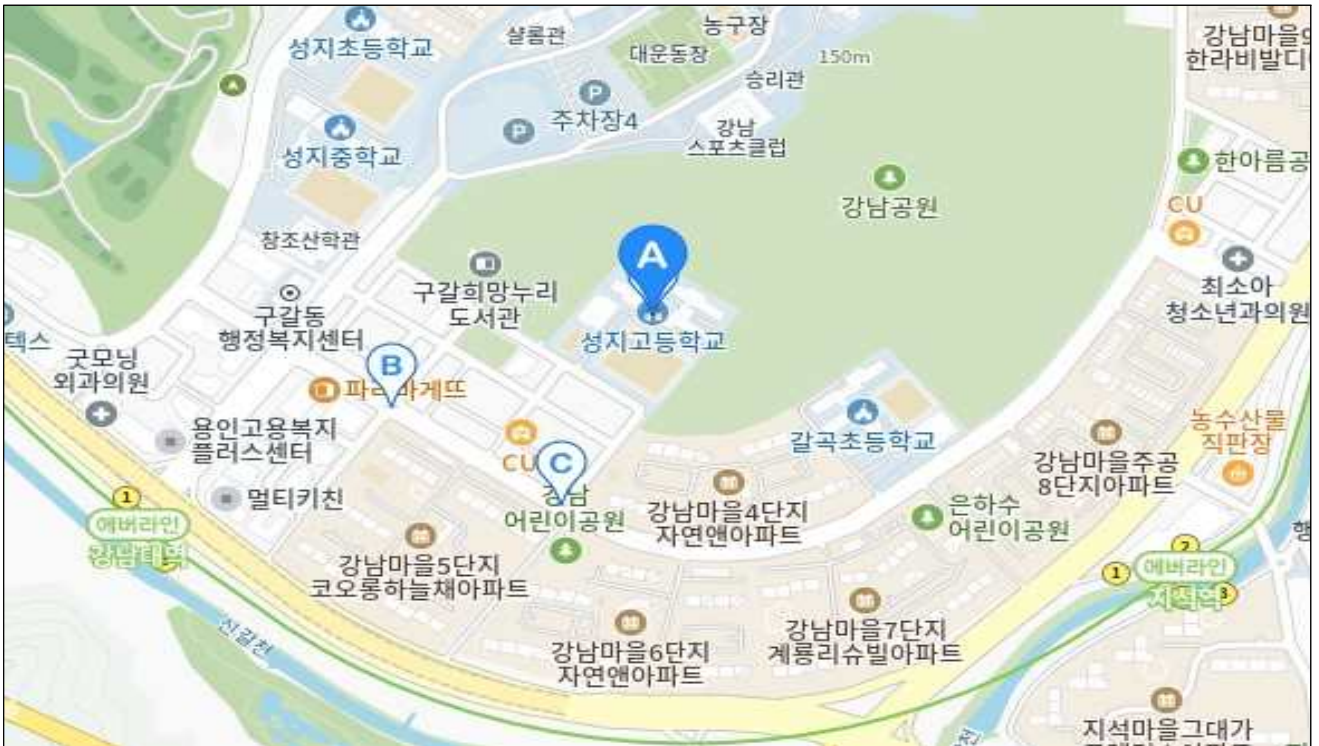 성지초등학교
샬롬관
농구장
대운동장
150m
승리관
강남마을9
한라비발디
P
주차장4
P
강남
스포츠클럽
성지중학교
강남공원
한아름공
CU
창조산학관
A
구갈희망누리
도서관
최소아
청소년과의원
구갈동
행정복지센터
성지고등학교
텍스
굿모닝
외과의원
B
파리바게뜨
용인고용복지
플러스센터
CU
C
갈곡초등학교
농수산물
직판장
강남마을주공
8단지아파트
멀티키친
강남
어린이공원
강남마을4단지
자연앤아파트
은하수
어린이공원
1
에버라인
강남대역
강남마을5단지
코오롱하늘채아파트
2
1
에버라인
지석역
3
행
강남마을6단지
자연앤아파트
강남마을7단지
계룡리슈빌아파트
신갈천
지석마을그대가
천